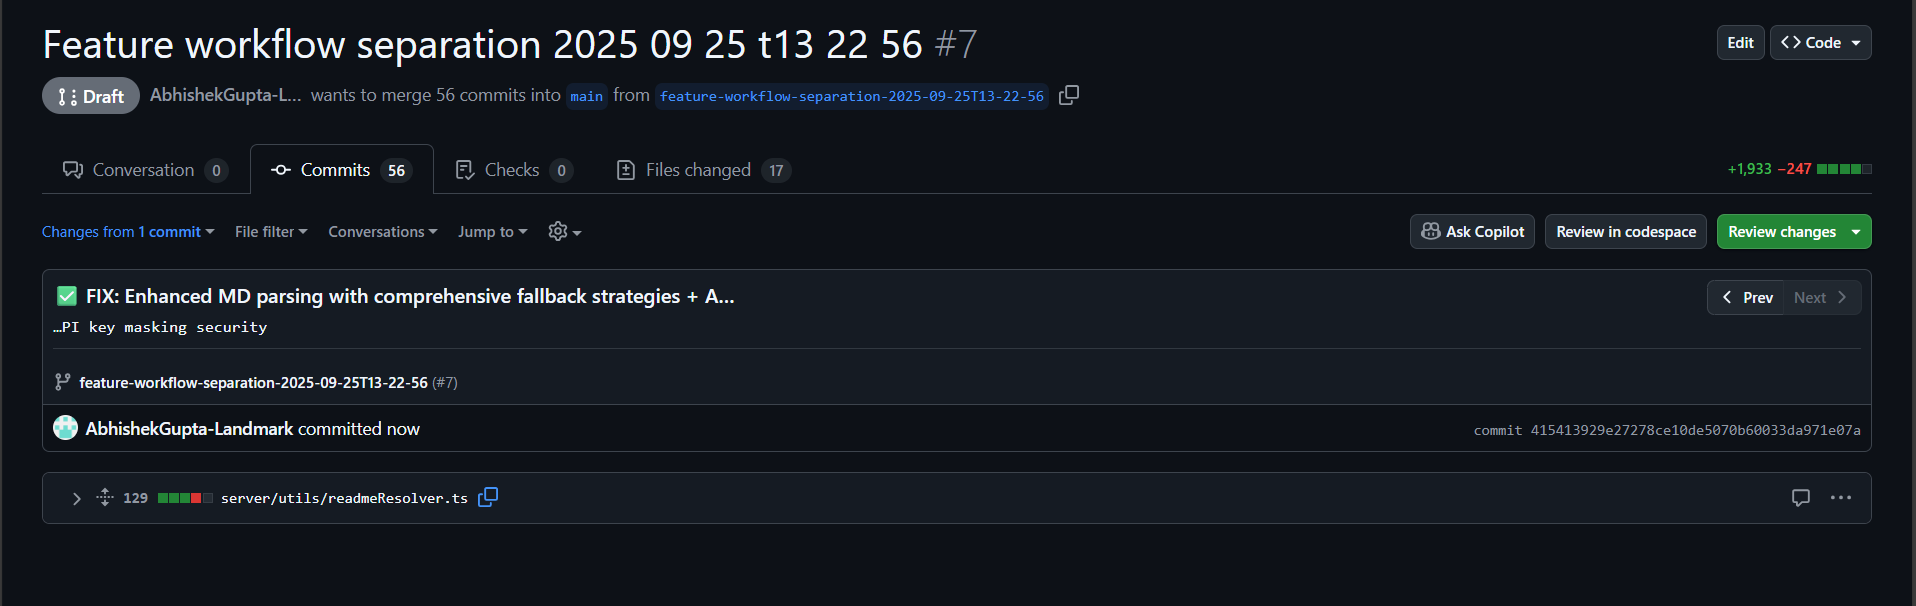 Feature workflow separation 2025 09 25 t13 22 56 #7
Edit
Code
Draft
AbhishekGupta-L... wants to merge 56 commits into main from feature-workflow-separation-2025-09-25T13-22-56
Conversation 0
Commits 56
Checks 0
Files changed 17
+1,933 −247
Changes from 1 commit
File filter
Conversations
Jump to
Ask Copilot
Review in codespace
Review changes
FIX: Enhanced MD parsing with comprehensive fallback strategies + A...
Prev
Next
…PI key masking security
feature-workflow-separation-2025-09-25T13-22-56 (#7)
AbhishekGupta-Landmark committed now
commit 415413929e27278ce10de5070b60033da971e07a
129 server/utils/readmeResolver.ts